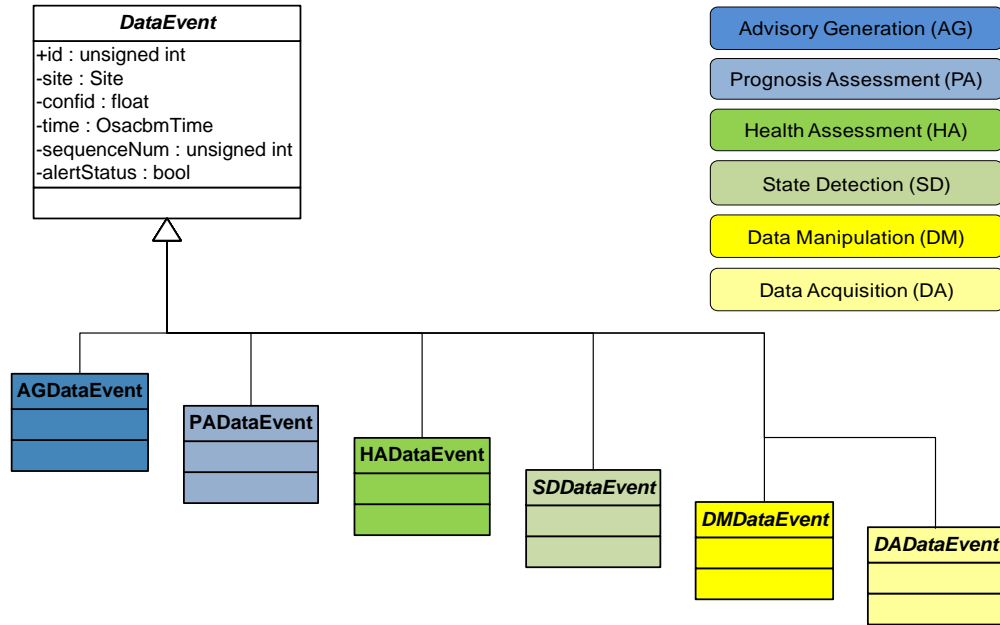 DataEvent
+id : unsigned int
-site : Site
-confid : float
-time : OsacbmTime
-sequenceNum : unsigned int
-alertStatus : bool
Advisory Generation (AG)
Prognosis Assessment (PA)
Health Assessment (HA)
State Detection (SD)
Data Manipulation (DM)
Data Acquisition (DA)
AGDataEvent
PADataEvent
HADataEvent
SDDataEvent
DMDataEvent
DADataEvent